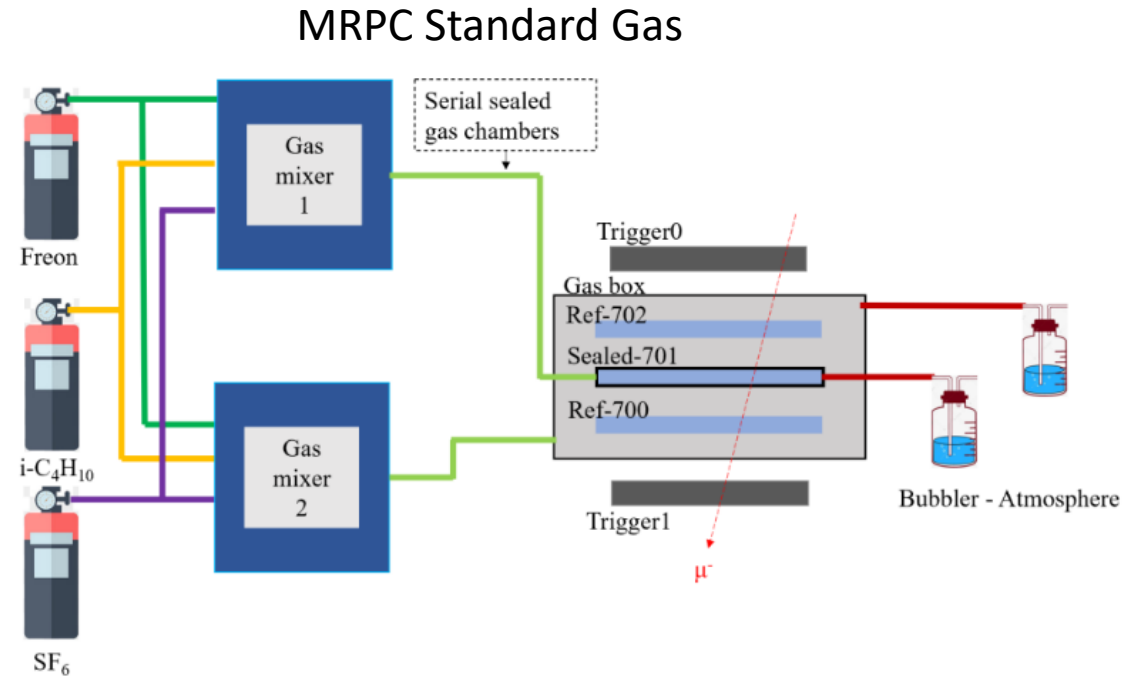 MRPC Standard Gas
Serial sealed
gas chambers
Gas
mixer
1
Freon
Trigger0
Gas box
Ref-702
Sealed-701
Ref-700
i-C₄H₁₀
Gas
mixer
2
Trigger1
Bubbler - Atmosphere
μ⁻
SF₆